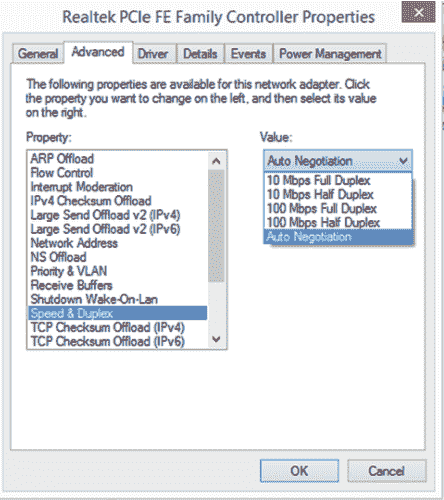 Realtek PCIe FE Family Controller Properties
General Advanced Driver Details Events Power Management
The following properties are available for this network adapter. Click
the property you want to change on the left, and then select its value
on the right.
Property:
ARP Offload
Flow Control
Interrupt Moderation
IPv4 Checksum Offload
Large Send Offload v2 (IPv4)
Large Send Offload v2 (IPv6)
Network Address
NS Offload
Priority & VLAN
Receive Buffers
Shutdown Wake-On-Lan
Speed & Duplex
TCP Checksum Offload (IPv4)
TCP Checksum Offload (IPv6)
Value:
Auto Negotiation
10 Mbps Full Duplex
10 Mbps Half Duplex
100 Mbps Full Duplex
100 Mbps Half Duplex
Auto Negotiation
OK Cancel